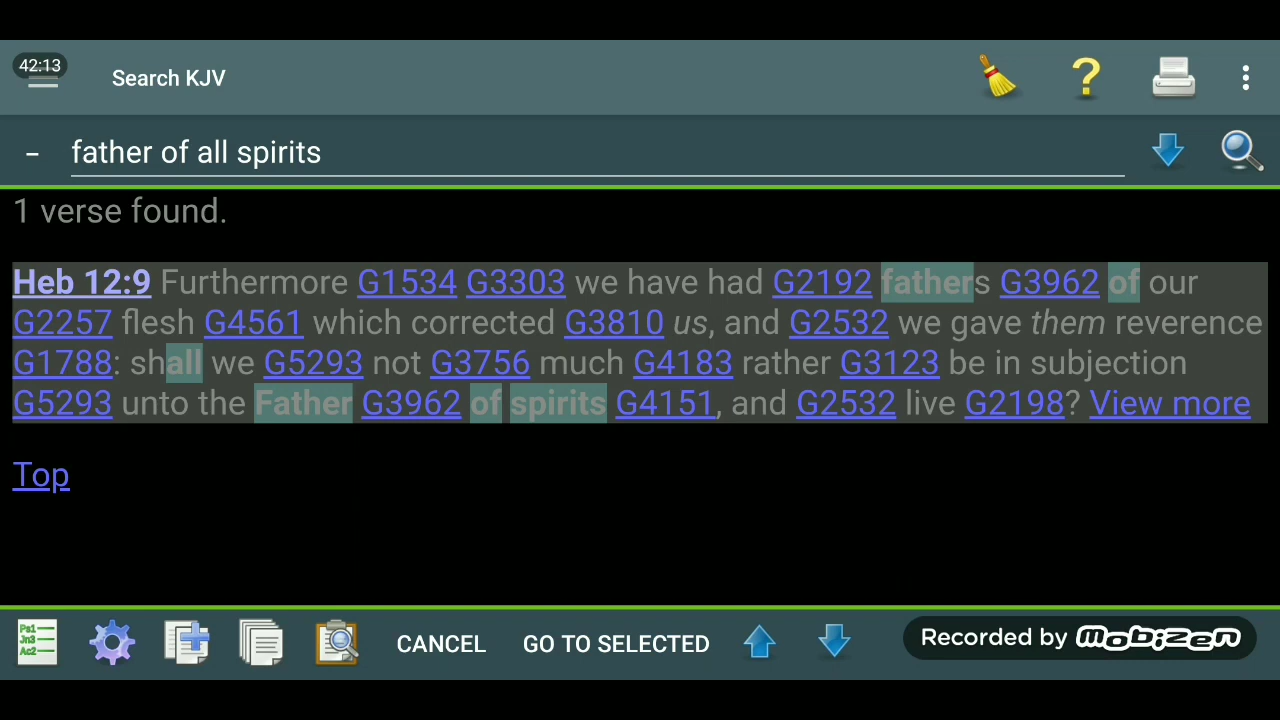 42:13
Search KJV
– father of all spirits
1 verse found.
Heb 12:9 Furthermore G1534 G3303 we have had G2192 fathers G3962 of our
G2257 flesh G4561 which corrected G3810 us, and G2532 we gave them reverence
G1788: shall we G5293 not G3756 much G4183 rather G3123 be in subjection
G5293 unto the Father G3962 of spirits G4151, and G2532 live G2198? View more
Top
Ps1
Jn3
Ac2
CANCEL GO TO SELECTED
Recorded by mobizen